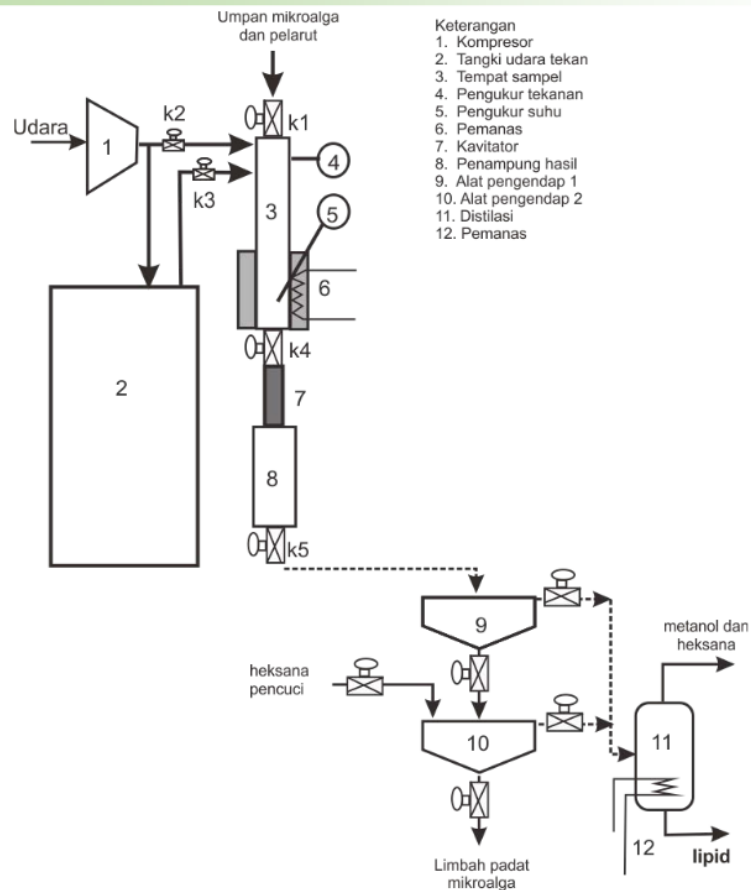 Umpan mikroalga
dan pelarut
Keterangan
1. Kompresor
2. Tangki udara tekan
3. Tempat sampel
4. Pengukur tekanan
5. Pengukur suhu
6. Pemanas
7. Kavitator
8. Penampung hasil
9. Alat pengendap 1
10. Alat pengendap 2
11. Distilasi
12. Pemanas
k2
k1
Udara
1
4
k3
3
5
6
k4
2
7
8
k5
9
metanol dan
heksana
heksana
pencuci
10
11
12
lipid
Limbah padat
mikroalga